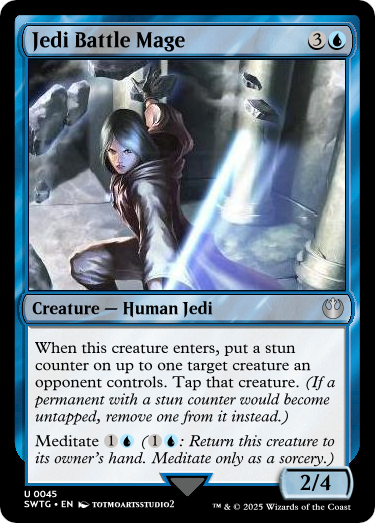 Jedi Battle Mage 3
Creature — Human Jedi
When this creature enters, put a stun
counter on up to one target creature an
opponent controls. Tap that creature. (If a
permanent with a stun counter would become
untapped, remove one from it instead.)
Meditate 1 (1 : Return this creature to
its owner's hand. Meditate only as a sorcery.)
2/4
U 0045
SWTG • EN TOTMOARTSSTUDIO2
™ & © 2025 Wizards of the Coast